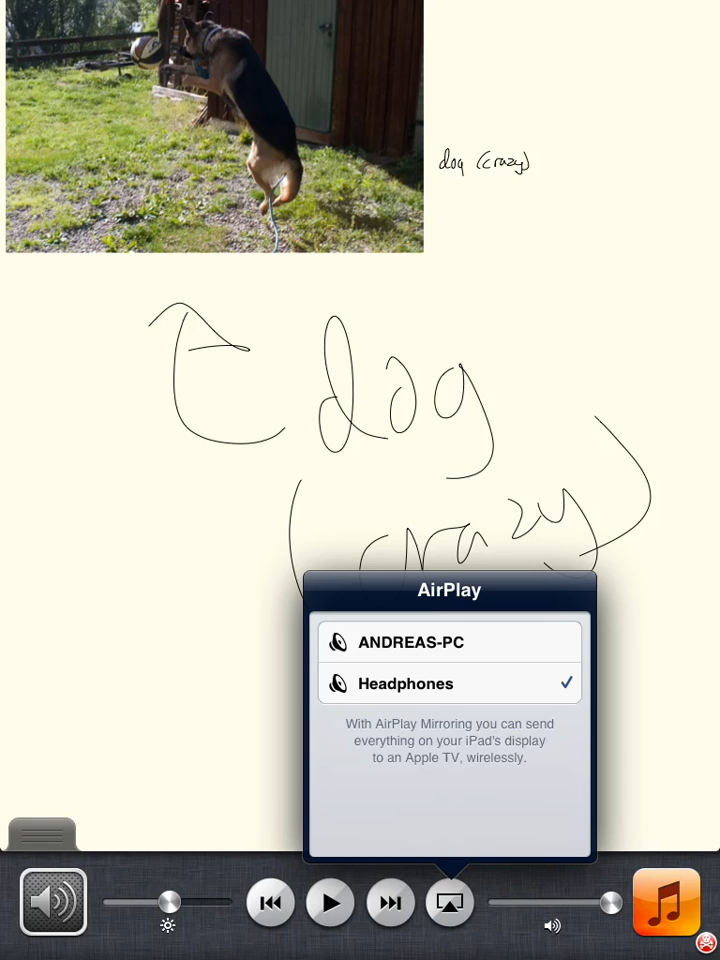 dog (crazy)
dog
(crazy)
AirPlay
ANDREAS-PC
Headphones
With AirPlay Mirroring you can send
everything on your iPad's display
to an Apple TV, wirelessly.